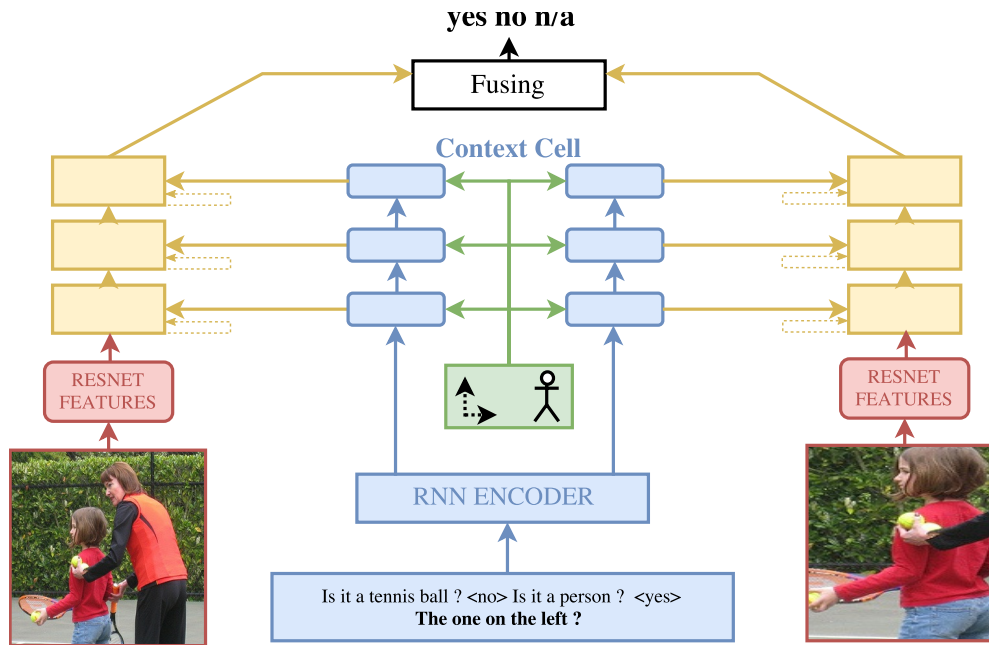 yes no n/a
Fusing
Context Cell
RESNET
FEATURES
RESNET
FEATURES
RNN ENCODER
Is it a tennis ball ? <no> Is it a person ? <yes>
The one on the left ?